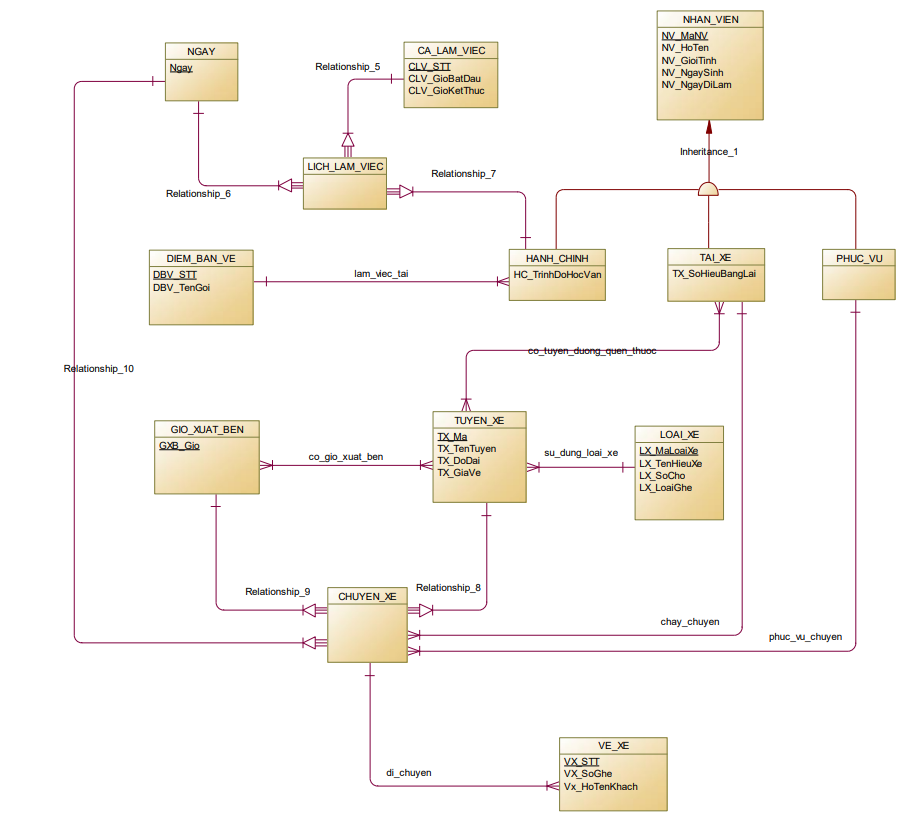 NHAN_VIEN
NV_MaNV
NV_HoTen
NV_GioiTinh
NV_NgaySinh
NV_NgayDiLam
NGAY
Ngay
CA_LAM_VIEC
CLV_STT
CLV_GioBatDau
CLV_GioKetThuc
Relationship_5
Inheritance_1
LICH_LAM_VIEC
Relationship_7
Relationship_6
DIEM_BAN_VE
DBV_STT
DBV_TenGoi
lam_viec_tai
HANH_CHINH
HC_TrinhDoHocVan
TAI_XE
TX_SoHieuBangLai
PHUC_VU
co_tuyen_duong_quen_thuoc
Relationship_10
GIO_XUAT_BEN
GXB_Gio
co_gio_xuat_ben
TUYEN_XE
TX_Ma
TX_TenTuyen
TX_DoDai
TX_GiaVe
su_dung_loai_xe
LOAI_XE
LX_MaLoaiXe
LX_TenHieuXe
LX_SoCho
LX_LoaiGhe
Relationship_9
Relationship_8
CHUYEN_XE
chay_chuyen
phuc_vu_chuyen
di_chuyen
VE_XE
VX_STT
VX_SoGhe
Vx_HoTenKhach